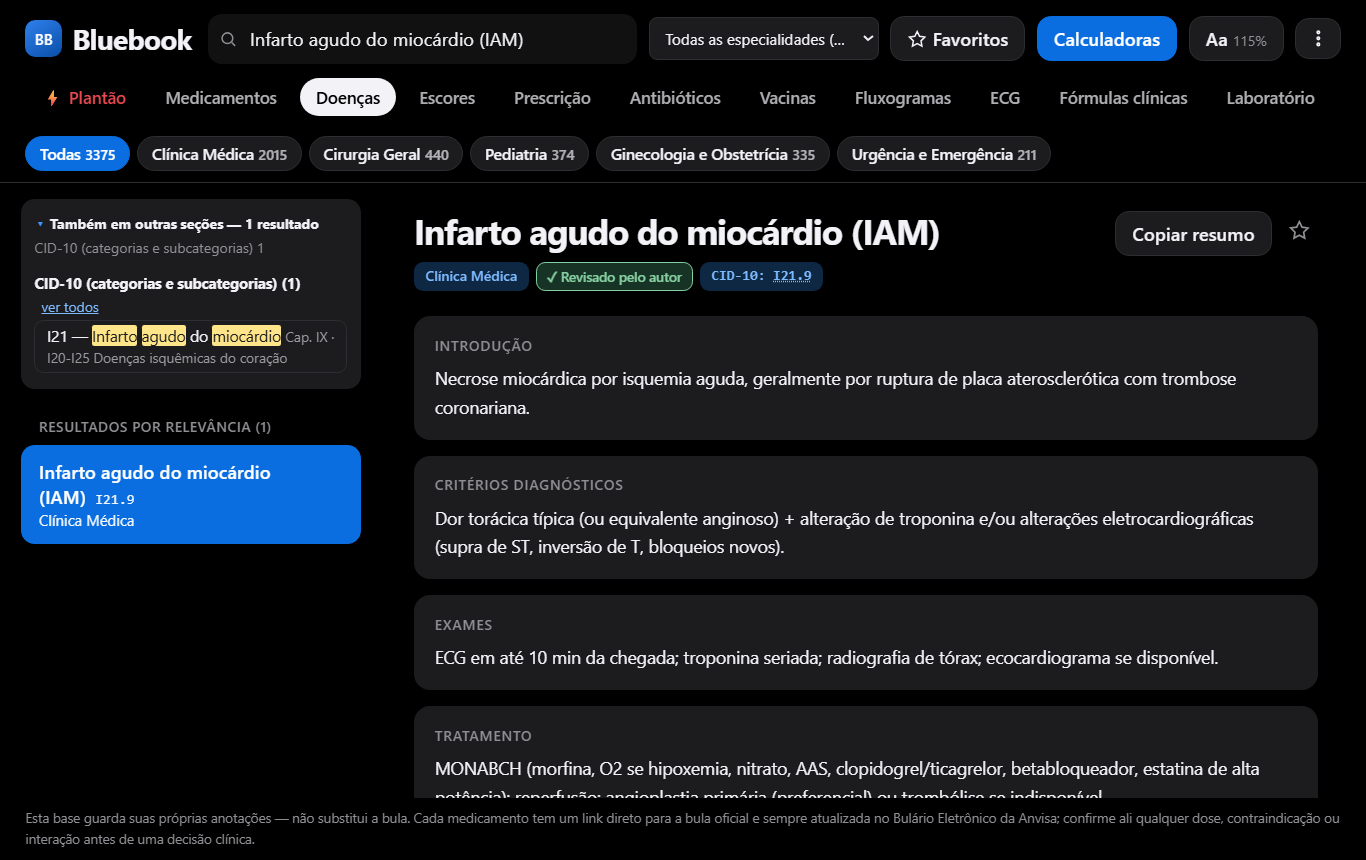 BB Bluebook
Infarto agudo do miocárdio (IAM)
Todas as especialidades (...
Favoritos
Calculadoras
Aa 115%
Plantão
Medicamentos
Doenças
Escores
Prescrição
Antibióticos
Vacinas
Fluxogramas
ECG
Fórmulas clínicas
Laboratório
Todas 3375
Clínica Médica 2015
Cirurgia Geral 440
Pediatria 374
Ginecologia e Obstetrícia 335
Urgência e Emergência 211
Também em outras seções — 1 resultado
CID-10 (categorias e subcategorias) 1
CID-10 (categorias e subcategorias) (1)
ver todos
I21 — Infarto agudo do miocárdio Cap. IX ·
I20-I25 Doenças isquêmicas do coração
RESULTADOS POR RELEVÂNCIA (1)
Infarto agudo do miocárdio
(IAM) I21.9
Clínica Médica
Infarto agudo do miocárdio (IAM)
Copiar resumo
Clínica Médica
✓ Revisado pelo autor
CID-10: I21.9
INTRODUÇÃO
Necrose miocárdica por isquemia aguda, geralmente por ruptura de placa aterosclerótica com trombose
coronariana.
CRITÉRIOS DIAGNÓSTICOS
Dor torácica típica (ou equivalente anginoso) + alteração de troponina e/ou alterações eletrocardiográficas
(supra de ST, inversão de T, bloqueios novos).
EXAMES
ECG em até 10 min da chegada; troponina seriada; radiografia de tórax; ecocardiograma se disponível.
TRATAMENTO
MONABCH (morfina, O2 se hipoxemia, nitrato, AAS, clopidogrel/ticagrelor, betabloqueador, estatina de alta
potência); reperfusão: angioplastia primária (preferencial) ou trombólise se indisponível.
Esta base guarda suas próprias anotações — não substitui a bula. Cada medicamento tem um link direto para a bula oficial e sempre atualizada no Bulário Eletrônico da Anvisa; confirme ali qualquer dose, contraindicação ou
interação antes de uma decisão clínica.